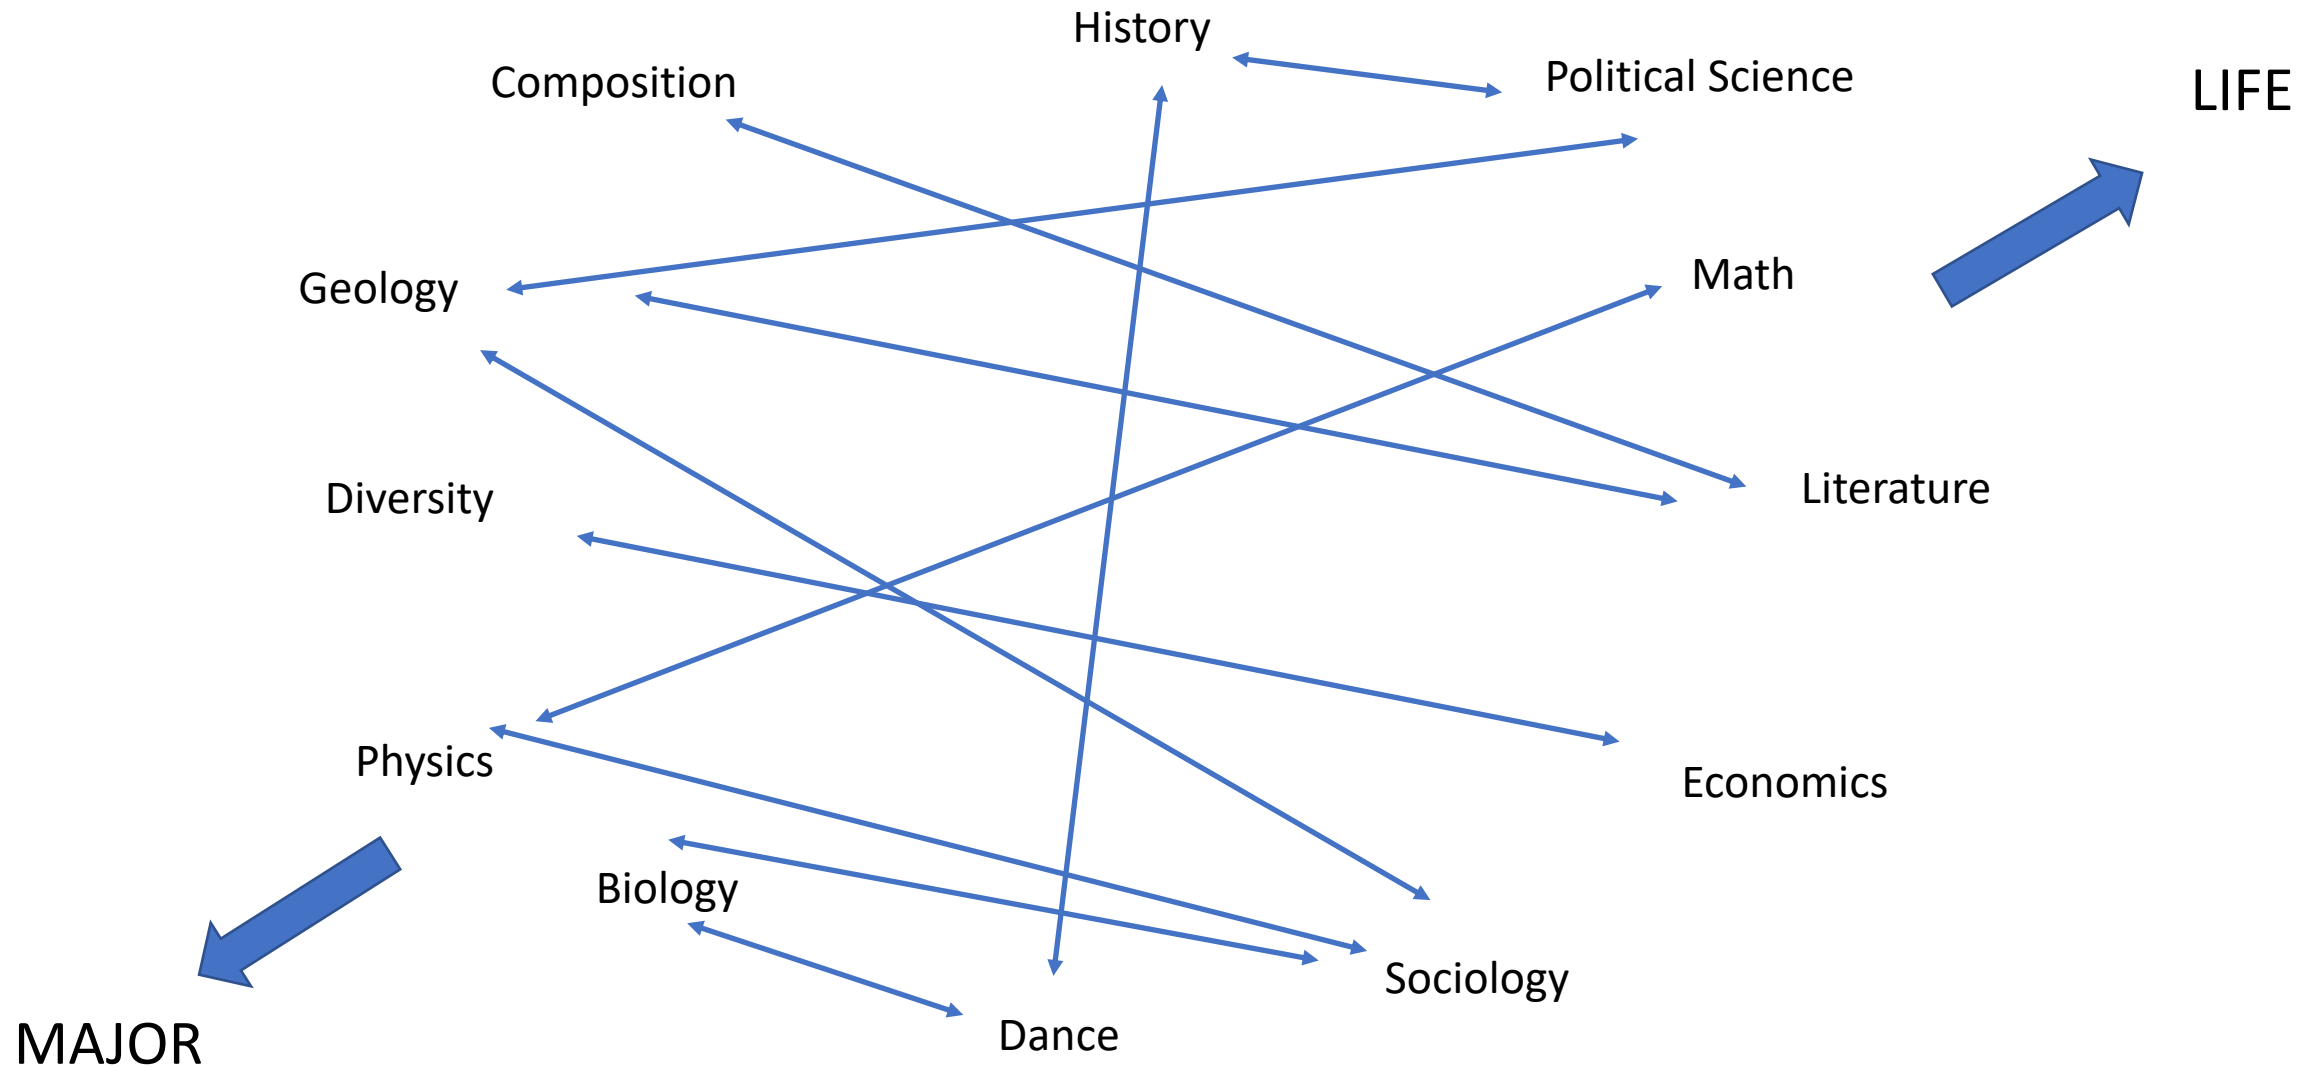 History
Composition
Political Science
LIFE
Geology
Math
Diversity
Literature
Physics
Economics
Biology
Sociology
Dance
MAJOR